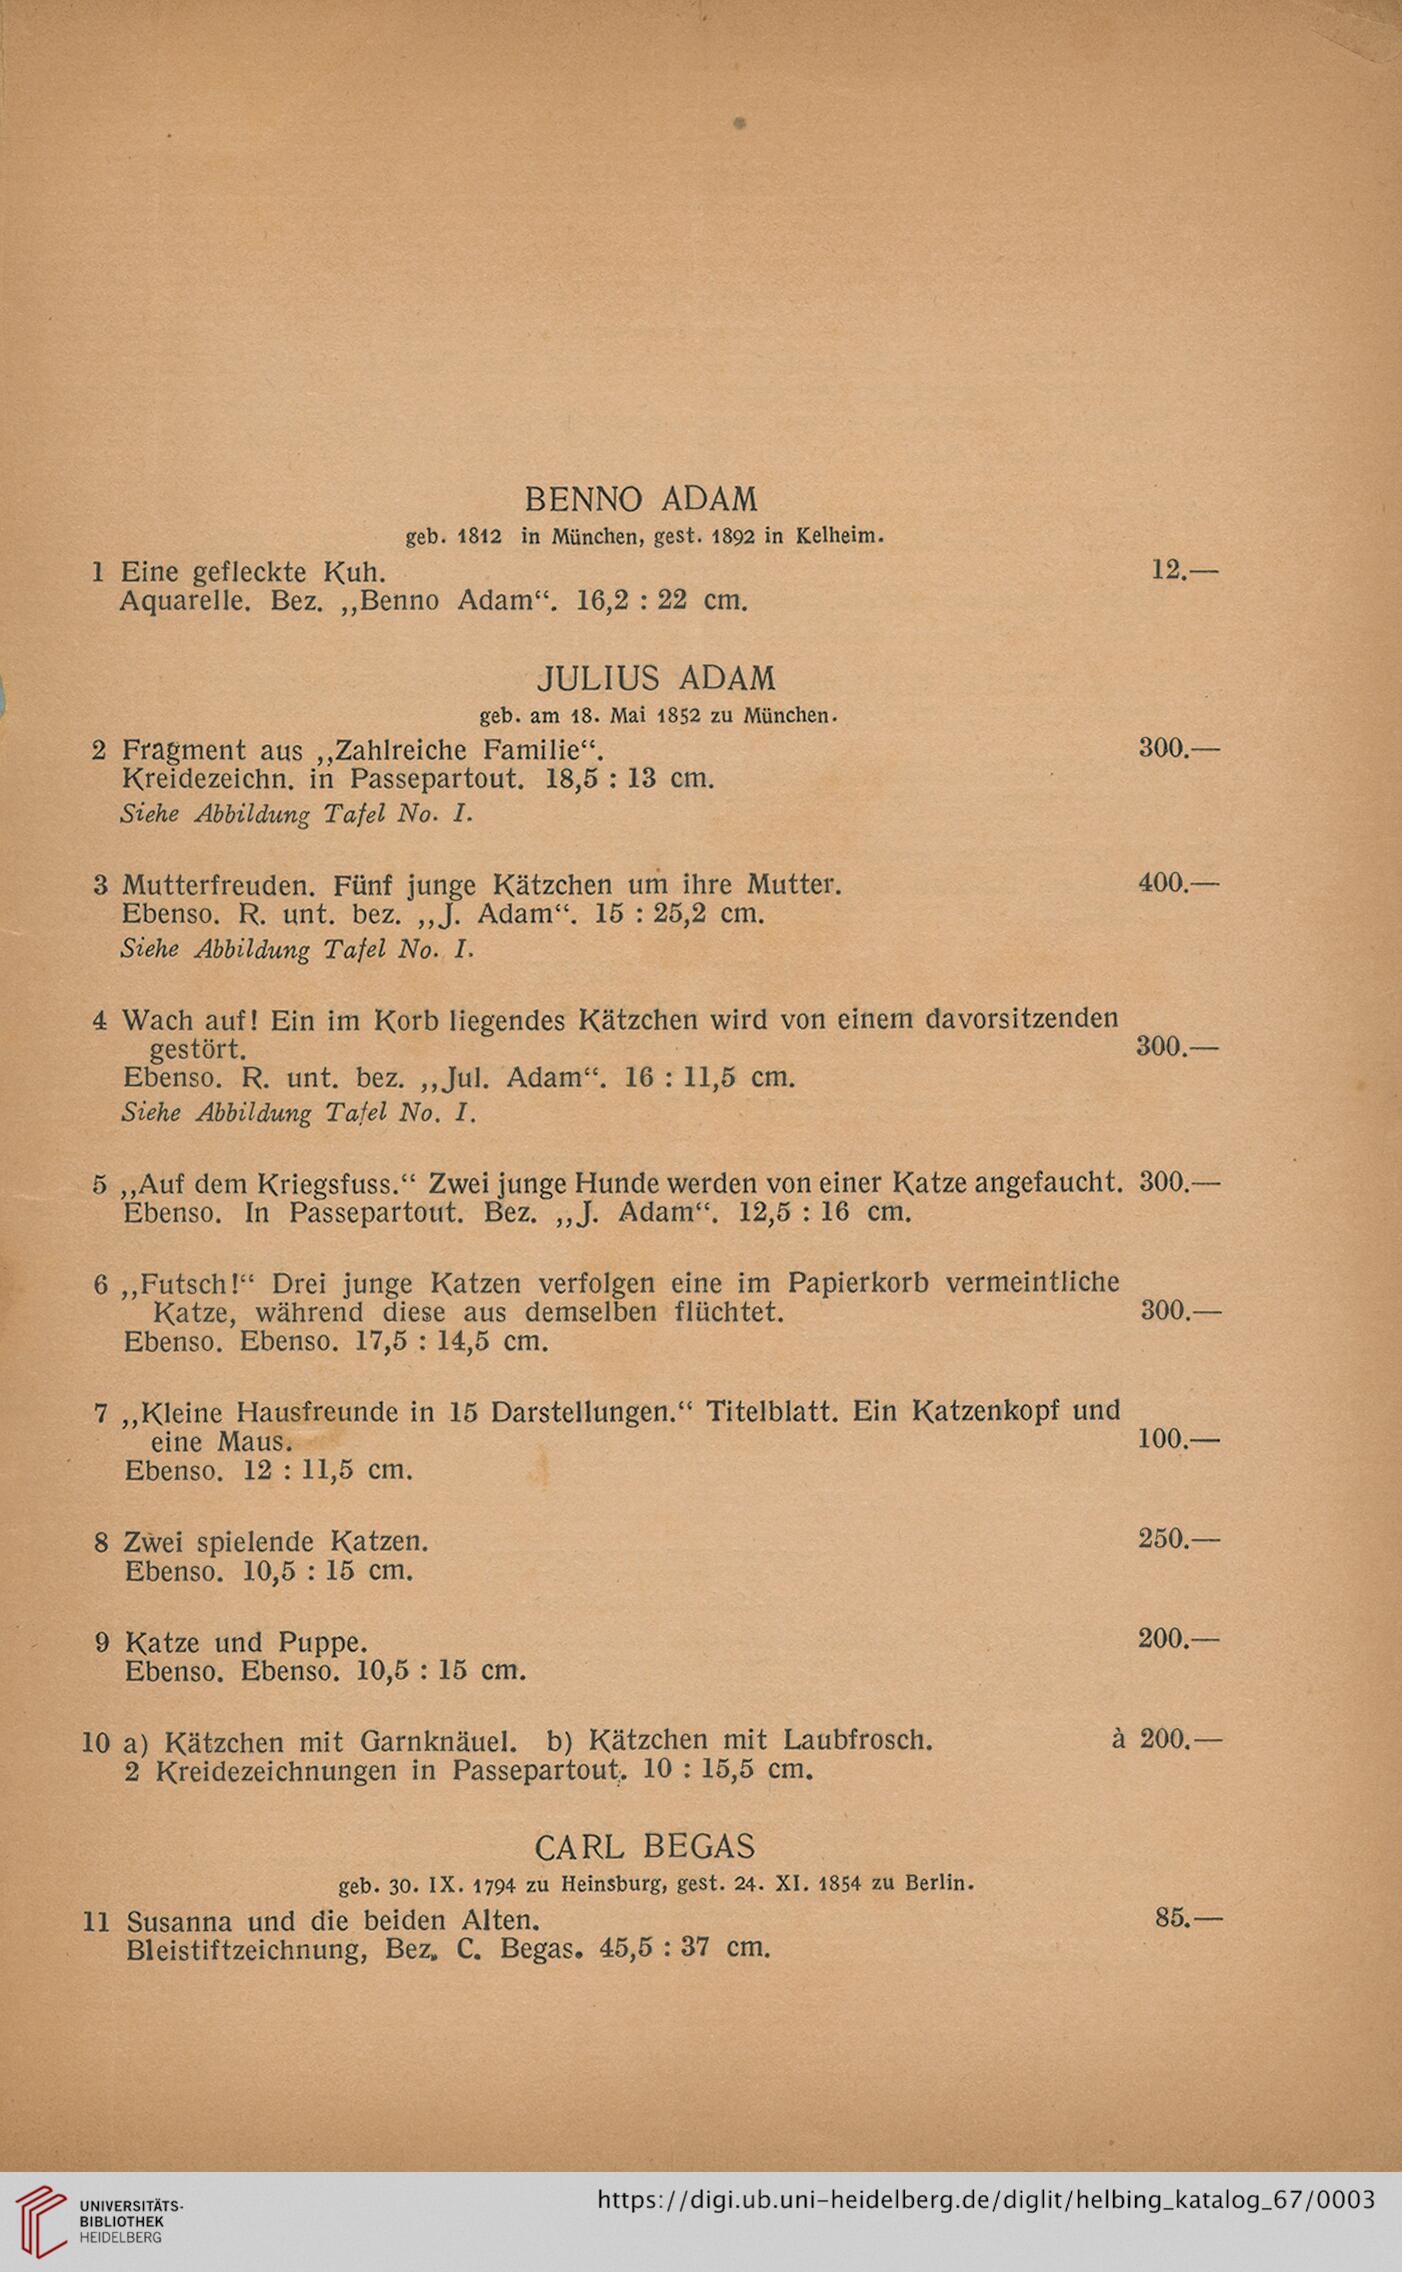 BENNO ADAM
geb. 1812 in München, gest. 1892 in Kelheim.
1 Eine gefleckte Kuh. 12.—
Aquarelle. Bez. „Benno Adam“. 16,2 : 22 cm.
JULIUS ADAM
geb. am 18. Mai 1852 zu München.
2 Fragment aus „Zahlreiche Familie“. 300.—
Kreidezeichn. in Passepartout. 18,5 : 13 cm.
Siehe Abbildung Tafel No. I.
3 Mutterfreuden. Fünf junge Kätzchen um ihre Mutter. 400.—
Ebenso. R. unt. bez. „J. Adam“. 15 : 25,2 cm.
Siehe Abbildung Tafel No. I.
4 Wach auf! Ein im Korb liegendes Kätzchen wird von einem davorsitzenden
gestört. 300.—
Ebenso. R. unt. bez. „Jul. Adam“. 16 : 11,5 cm.
Siehe Abbildung Tafel No. I.
5 „Auf dem Kriegsfuss.“ Zwei junge Hunde werden von einer Katze angefaucht. 300.—
Ebenso. In Passepartout. Bez. „J. Adam“. 12,5 : 16 cm.
6 „Futsch!“ Drei junge Katzen verfolgen eine im Papierkorb vermeintliche
Katze, während diese aus demselben flüchtet. 300.—
Ebenso. Ebenso. 17,5 : 14,5 cm.
7 „Kleine Hausfreunde in 15 Darstellungen.“ Titelblatt. Ein Katzenkopf und
eine Maus. 100.—
Ebenso. 12 : 11,5 cm.
8 Zwei spielende Katzen. 250.—
Ebenso. 10,5 : 15 cm.
9 Katze und Puppe. 200.—
Ebenso. Ebenso. 10,5 : 15 cm.
10 a) Kätzchen mit Garnknäuel. b) Kätzchen mit Laubfrosch. à 200.—
2 Kreidezeichnungen in Passepartout. 10 : 15,5 cm.
CARL BEGAS
geb. 30. IX. 1794 zu Heinsburg, gest. 24. XI. 1854 zu Berlin.
11 Susanna und die beiden Alten. 85.—
Bleistiftzeichnung, Bez. C. Begas. 45,5 : 37 cm.
UNIVERSITÄTS-
BIBLIOTHEK
HEIDELBERG
https://digi.ub.uni-heidelberg.de/diglit/helbing_katalog_67/0003